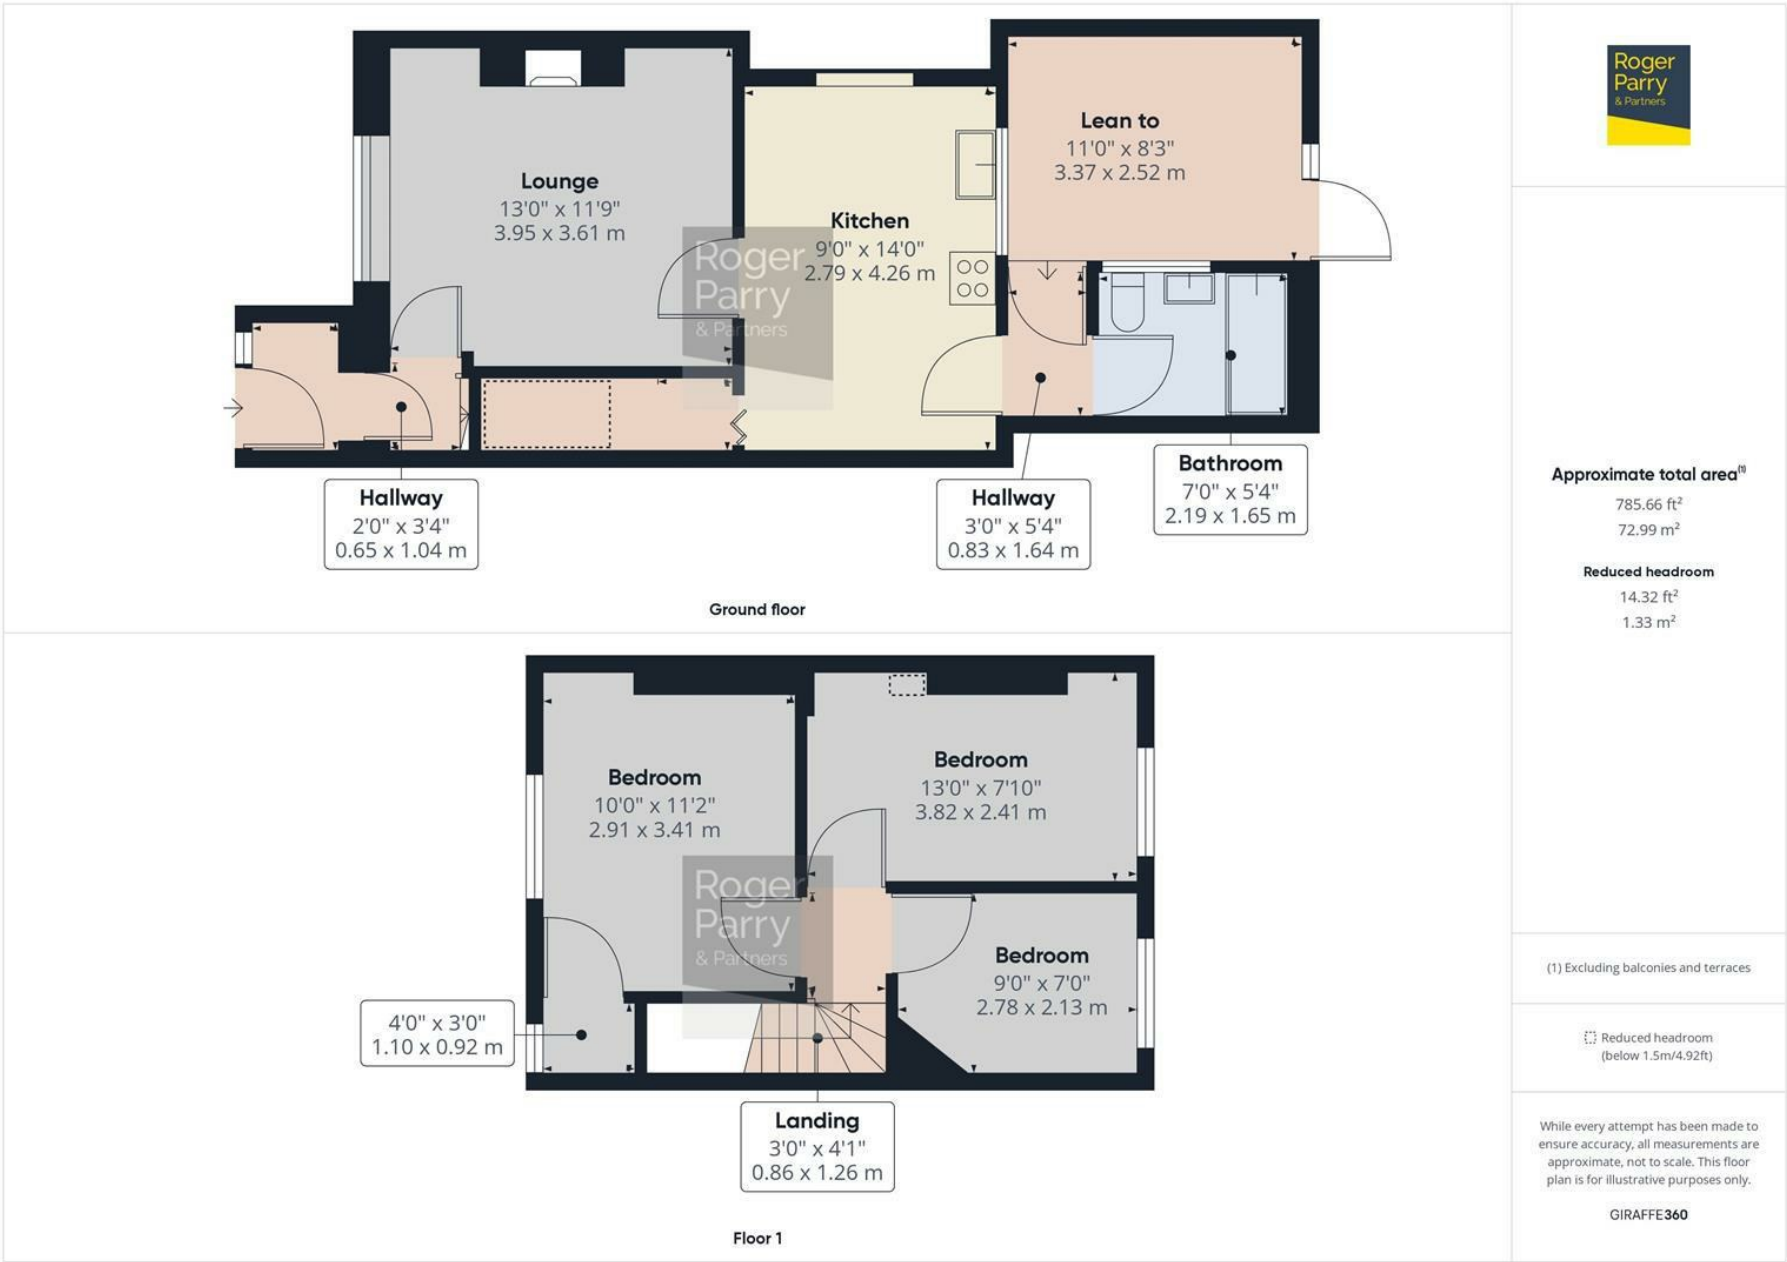 Roger
Parry
& Partners
Lounge
13'0" x 11'9"
3.95 x 3.61 m
Kitchen
9'0" x 14'0"
2.79 x 4.26 m
Lean to
11'0" x 8'3"
3.37 x 2.52 m
Roger
Parry
& Partners
Hallway
2'0" x 3'4"
0.65 x 1.04 m
Hallway
3'0" x 5'4"
0.83 x 1.64 m
Bathroom
7'0" x 5'4"
2.19 x 1.65 m
Ground floor
Bedroom
10'0" x 11'2"
2.91 x 3.41 m
Bedroom
13'0" x 7'10"
3.82 x 2.41 m
Roger
Parry
& Partners
Bedroom
9'0" x 7'0"
2.78 x 2.13 m
4'0" x 3'0"
1.10 x 0.92 m
Landing
3'0" x 4'1"
0.86 x 1.26 m
Floor 1
Approximate total area(1)
785.66 ft²
72.99 m²
Reduced headroom
14.32 ft²
1.33 m²
(1) Excluding balconies and terraces
Reduced headroom
(below 1.5m/4.92ft)
While every attempt has been made to
ensure accuracy, all measurements are
approximate, not to scale. This floor
plan is for illustrative purposes only.
GIRAFFE360